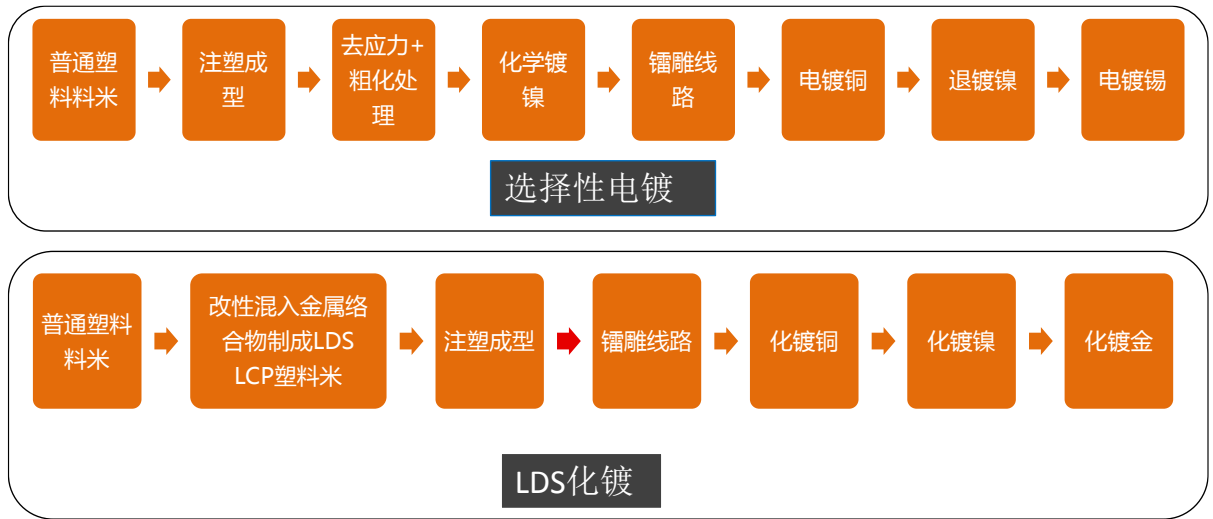 普通塑
料料米
注塑成
型
去应力+
粗化处
理
化学镀
镍
镭雕线
路
电镀铜
退镀镍
电镀锡
选择性电镀
普通塑料
料米
改性混入金属络
合物制成LDS
LCP塑料米
注塑成型
镭雕线路
化镀铜
化镀镍
化镀金
LDS化镀